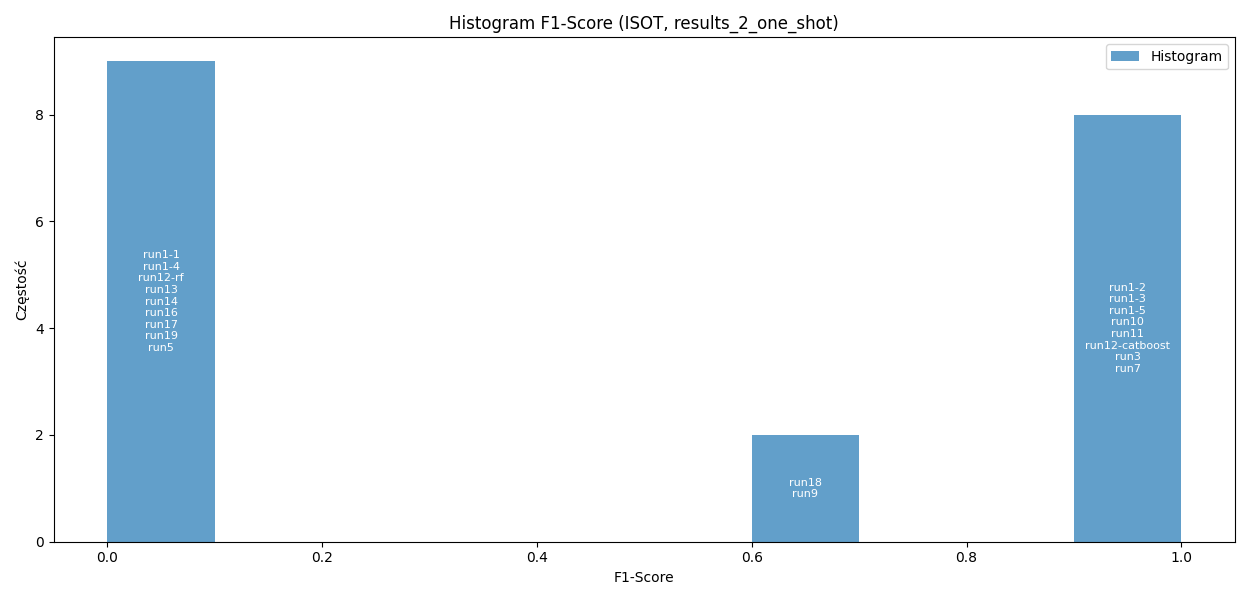 Histogram F1-Score (ISOT, results_2_one_shot)
Histogram
Częstość
8
6
4
2
0
run1-1
run1-4
run12-rf
run13
run14
run16
run17
run19
run5
run18
run9
run1-2
run1-3
run1-5
run10
run11
run12-catboost
run3
run7
0.0
0.2
0.4
0.6
0.8
1.0
F1-Score